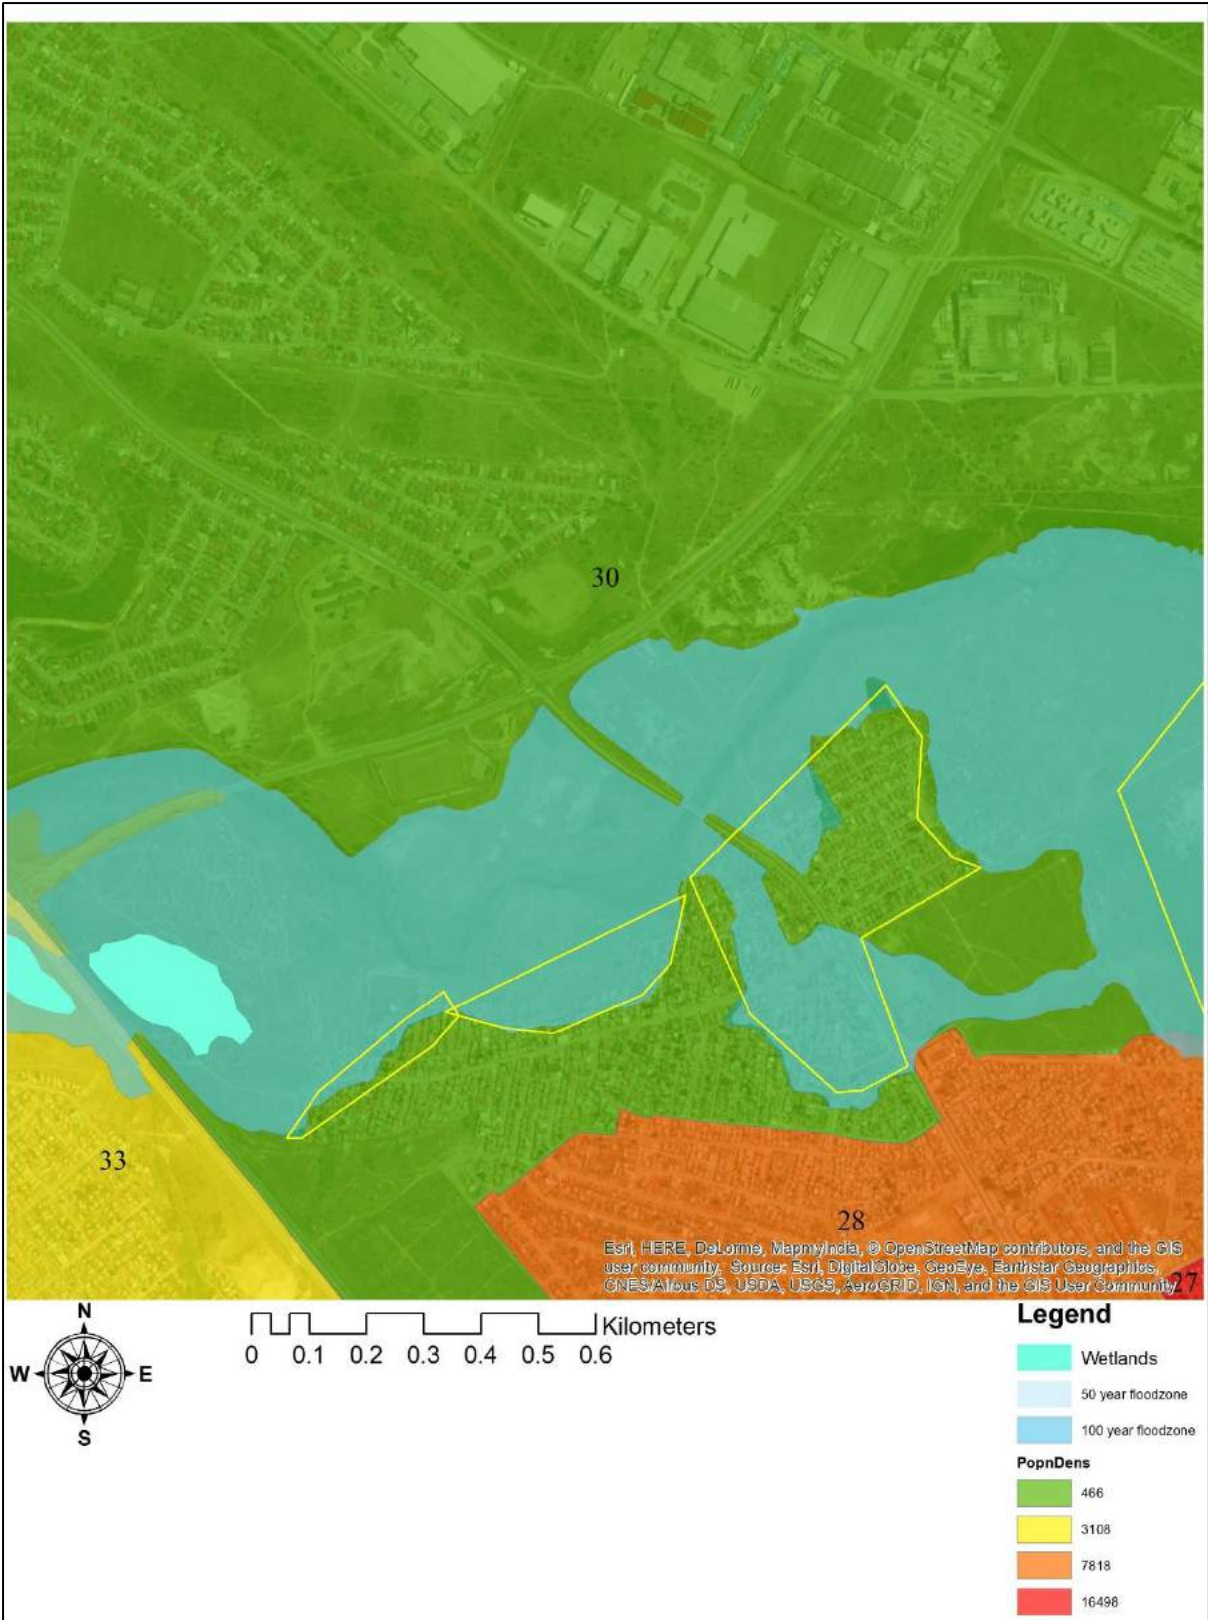 30
33
28
Esri, HERE, DeLorme, MapmyIndia, © OpenStreetMap contributors, and the GIS
user community, Source: Esri, DigitalGlobe, GeoEye, Earthstar Geographics,
CNES/Airbus DS, USDA, USGS, AeroGRID, IGN, and the GIS User Community
27
N
W E
S
Kilometers
0 0.1 0.2 0.3 0.4 0.5 0.6
Legend
Wetlands
50 year floodzone
100 year floodzone
PopnDens
466
3108
7818
16498